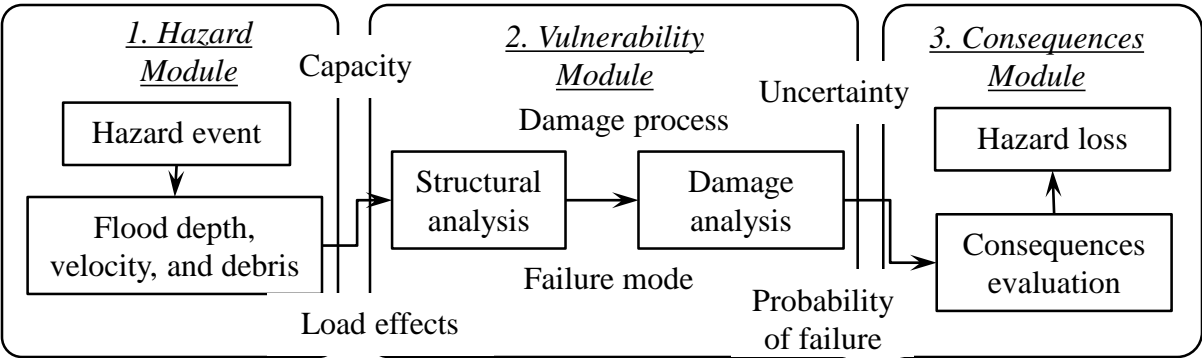 1. Hazard
Module
Hazard event
Flood depth,
velocity, and debris
Capacity
Load effects
2. Vulnerability
Module
Damage process
Structural
analysis
Damage
analysis
Failure mode
Uncertainty
Probability
of failure
3. Consequences
Module
Hazard loss
Consequences
evaluation